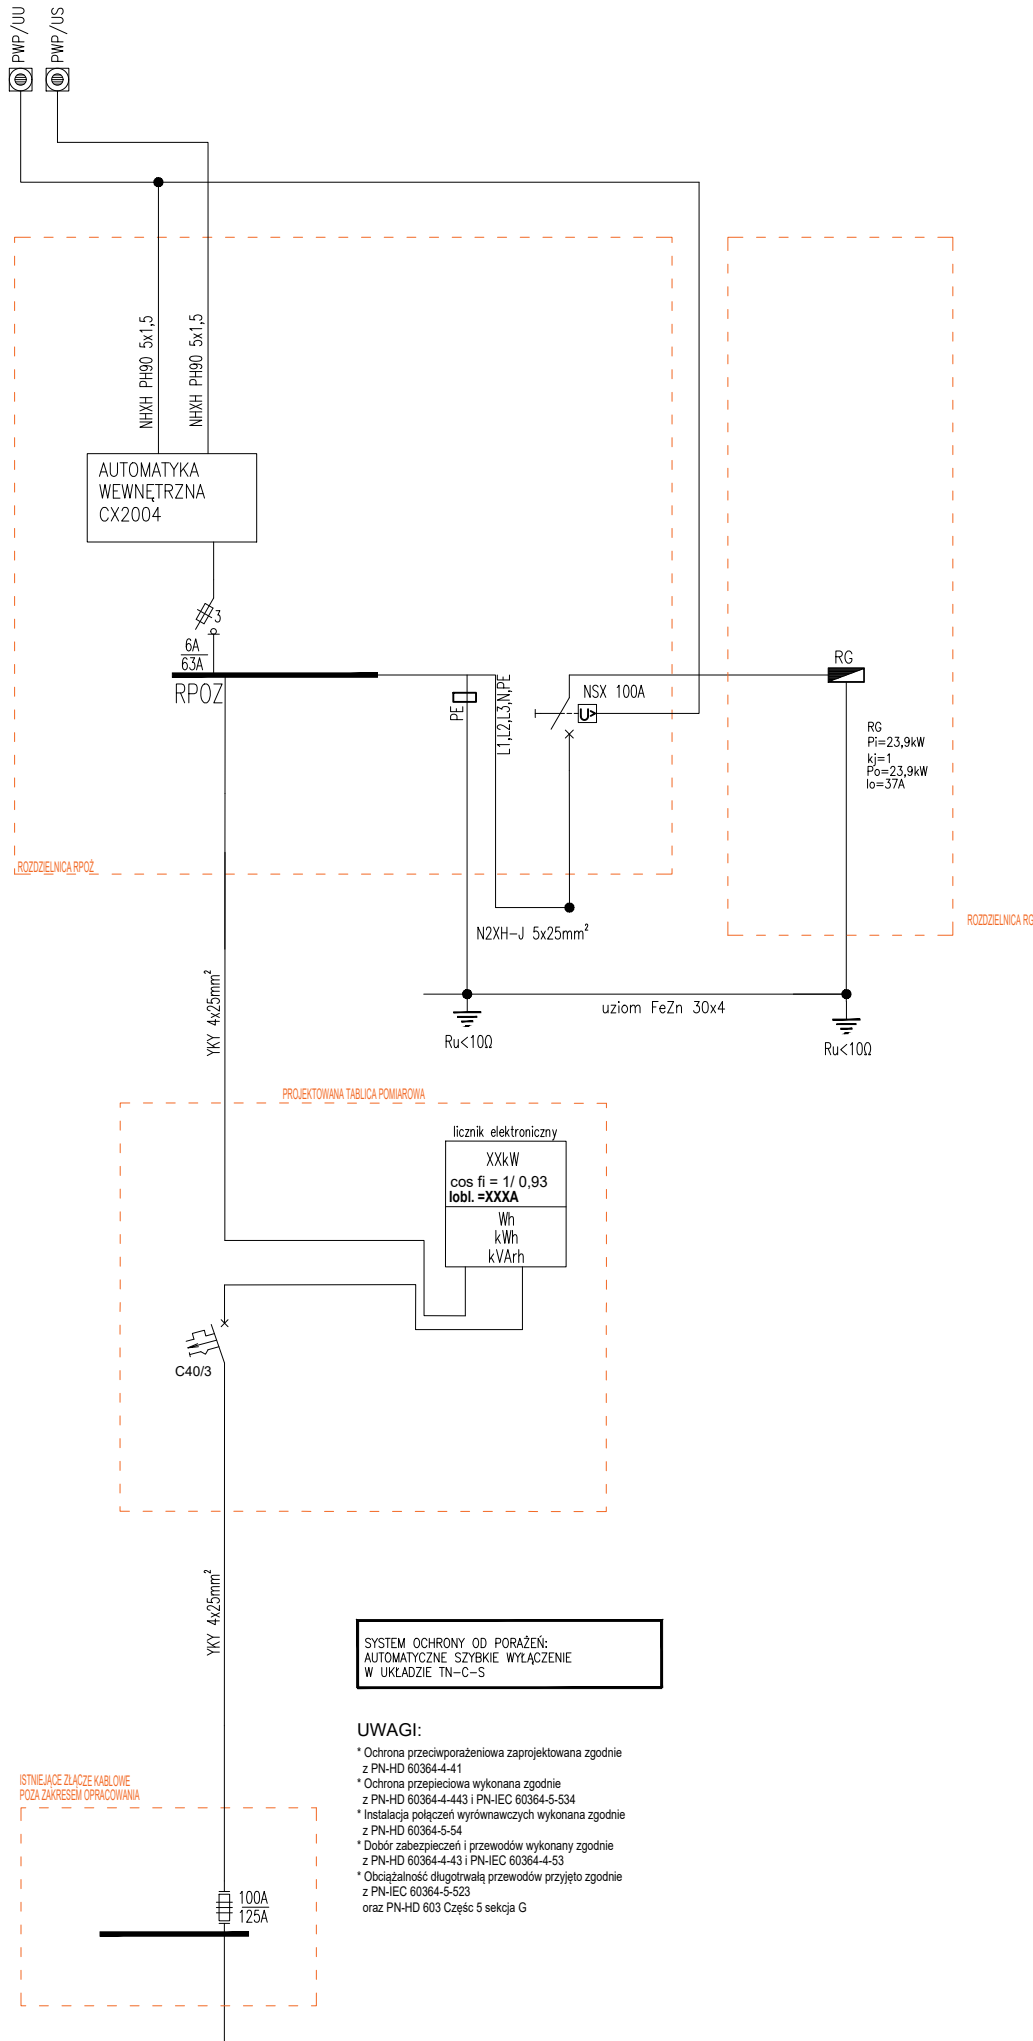 PWP/UU
PWP/US
NHXH PH90 5x1,5
NHXH PH90 5x1,5
AUTOMATYKA
WEWNĘTRZNA
CX2004
3
6A
63A
RPOZ
PE
L1,L2,L3,N,PE
NSX 100A
U>
RG
RG
Pi=23,9kW
kj=1
Po=23,9kW
Io=37A
ROZDZIELNICA RPOŻ
ROZDZIELNICA RG
N2XH-J 5x25mm²
YKY 4x25mm²
uziom FeZn 30x4
Ru<10Ω
Ru<10Ω
PROJEKTOWANA TABLICA POMIAROWA
licznik elektroniczny
XXkW
cos fi = 1/ 0,93
Iobl. =XXXA
Wh
kWh
kVArh
C40/3
YKY 4x25mm²
SYSTEM OCHRONY OD PORAŻEŃ:
AUTOMATYCZNE SZYBKIE WYŁĄCZENIE
W UKŁADZIE TN-C-S
UWAGI:
* Ochrona przeciwporażeniowa zaprojektowana zgodnie
z PN-HD 60364-4-41
* Ochrona przepieciowa wykonana zgodnie
z PN-HD 60364-4-443 i PN-IEC 60364-5-534
* Instalacja połączeń wyrównawczych wykonana zgodnie
z PN-HD 60364-5-54
* Dobór zabezpieczeń i przewodów wykonany zgodnie
z PN-HD 60364-4-43 i PN-IEC 60364-4-53
* Obciążalność długotrwałą przewodów przyjęto zgodnie
z PN-IEC 60364-5-523
oraz PN-HD 603 Częśc 5 sekcja G
ISTNIEJĄCE ZŁĄCZE KABLOWE
POZA ZAKRESEM OPRACOWANIA
100A
125A